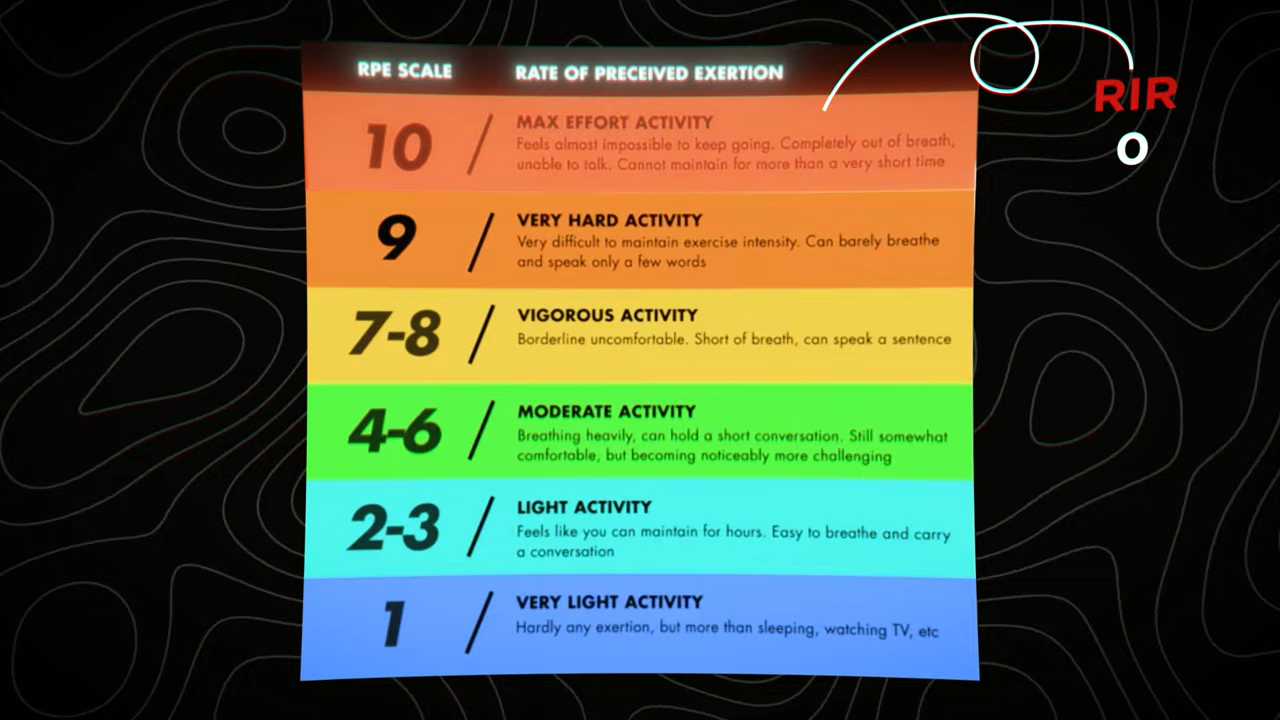 RPE SCALE
RATE OF PRECEIVED EXERTION
RIR
0
10
MAX EFFORT ACTIVITY
Feels almost impossible to keep going. Completely out of breath,
unable to talk. Cannot maintain for more than a very short time
9
VERY HARD ACTIVITY
Very difficult to maintain exercise intensity. Can barely breathe
and speak only a few words
7-8
VIGOROUS ACTIVITY
Borderline uncomfortable. Short of breath, can speak a sentence
4-6
MODERATE ACTIVITY
Breathing heavily, can hold a short conversation. Still somewhat
comfortable, but becoming noticeably more challenging
2-3
LIGHT ACTIVITY
Feels like you can maintain for hours. Easy to breathe and carry
a conversation
1
VERY LIGHT ACTIVITY
Hardly any exertion, but more than sleeping, watching TV, etc